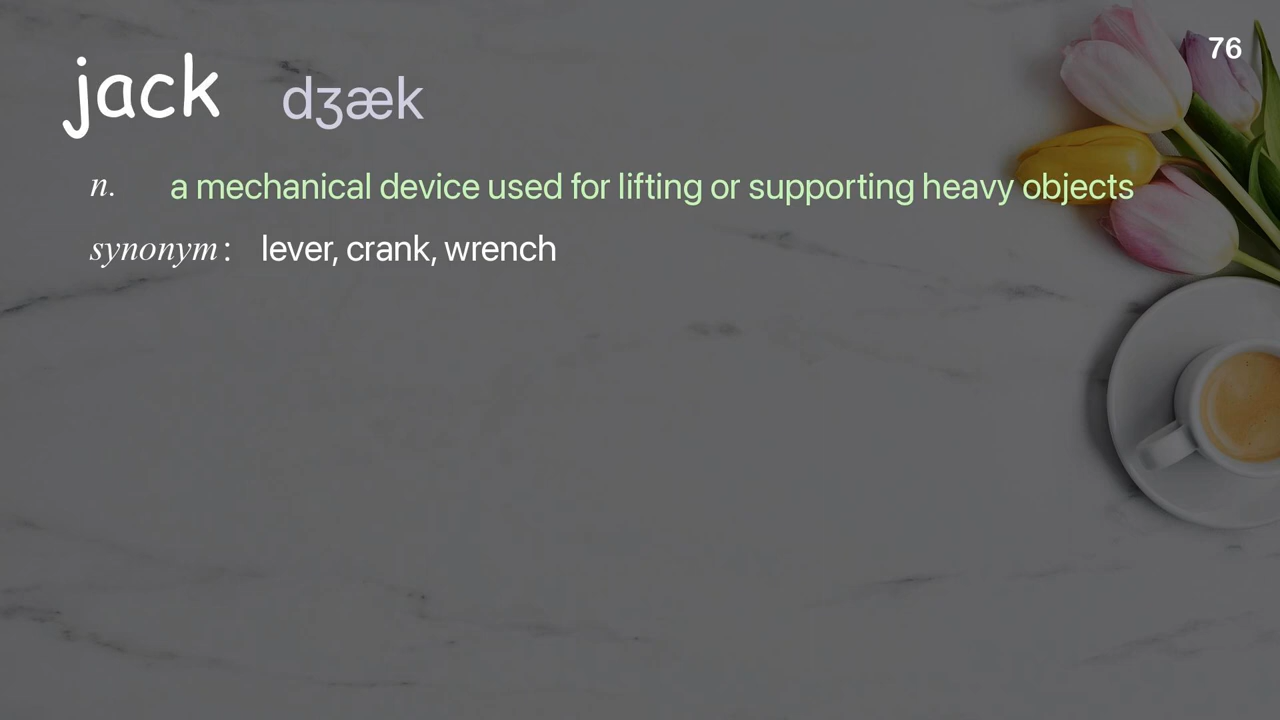 76
jack dʒæk
n. a mechanical device used for lifting or supporting heavy objects
synonym: lever, crank, wrench